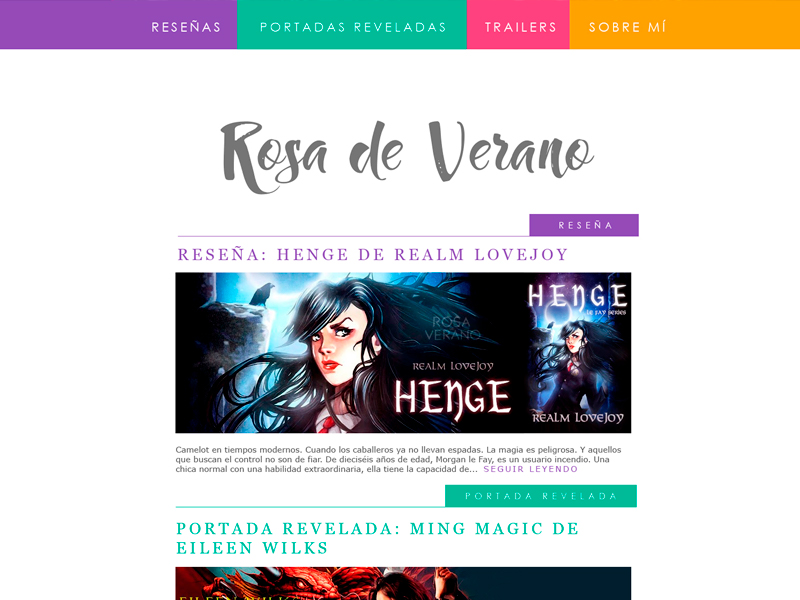 RESEÑAS
PORTADAS REVELADAS
TRAILERS
SOBRE MÍ
Rosa de Verano
RESEÑA
RESEÑA: HENGE DE REALM LOVEJOY
ROSA
VERANO
REALM LOVEJOY
HENGE
HENGE
LE FAY SERIES
REALM LOVEJOY
Camelot en tiempos modernos. Cuando los caballeros ya no llevan espadas. La magia es peligrosa. Y aquellos
que buscan el control no son de fiar. De dieciséis años de edad, Morgan le Fay, es un usuario incendio. Una
chica normal con una habilidad extraordinaria, ella tiene la capacidad de... SEGUIR LEYENDO
PORTADA REVELADA
PORTADA REVELADA: MING MAGIC DE
EILEEN WILKS